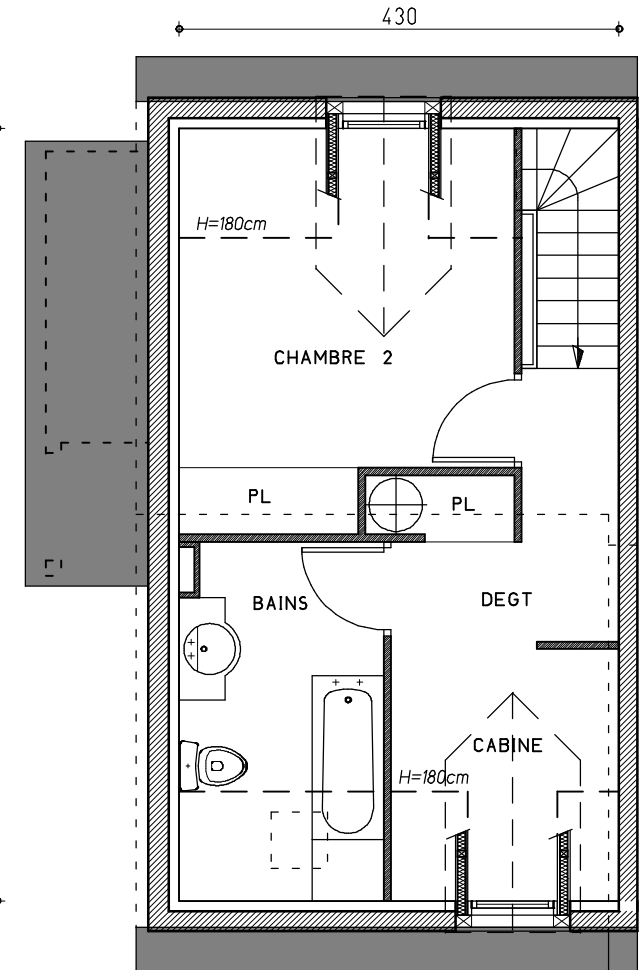 430
H=180cm
CHAMBRE 2
PL
PL
BAINS
DEGT
CABINE
H=180cm